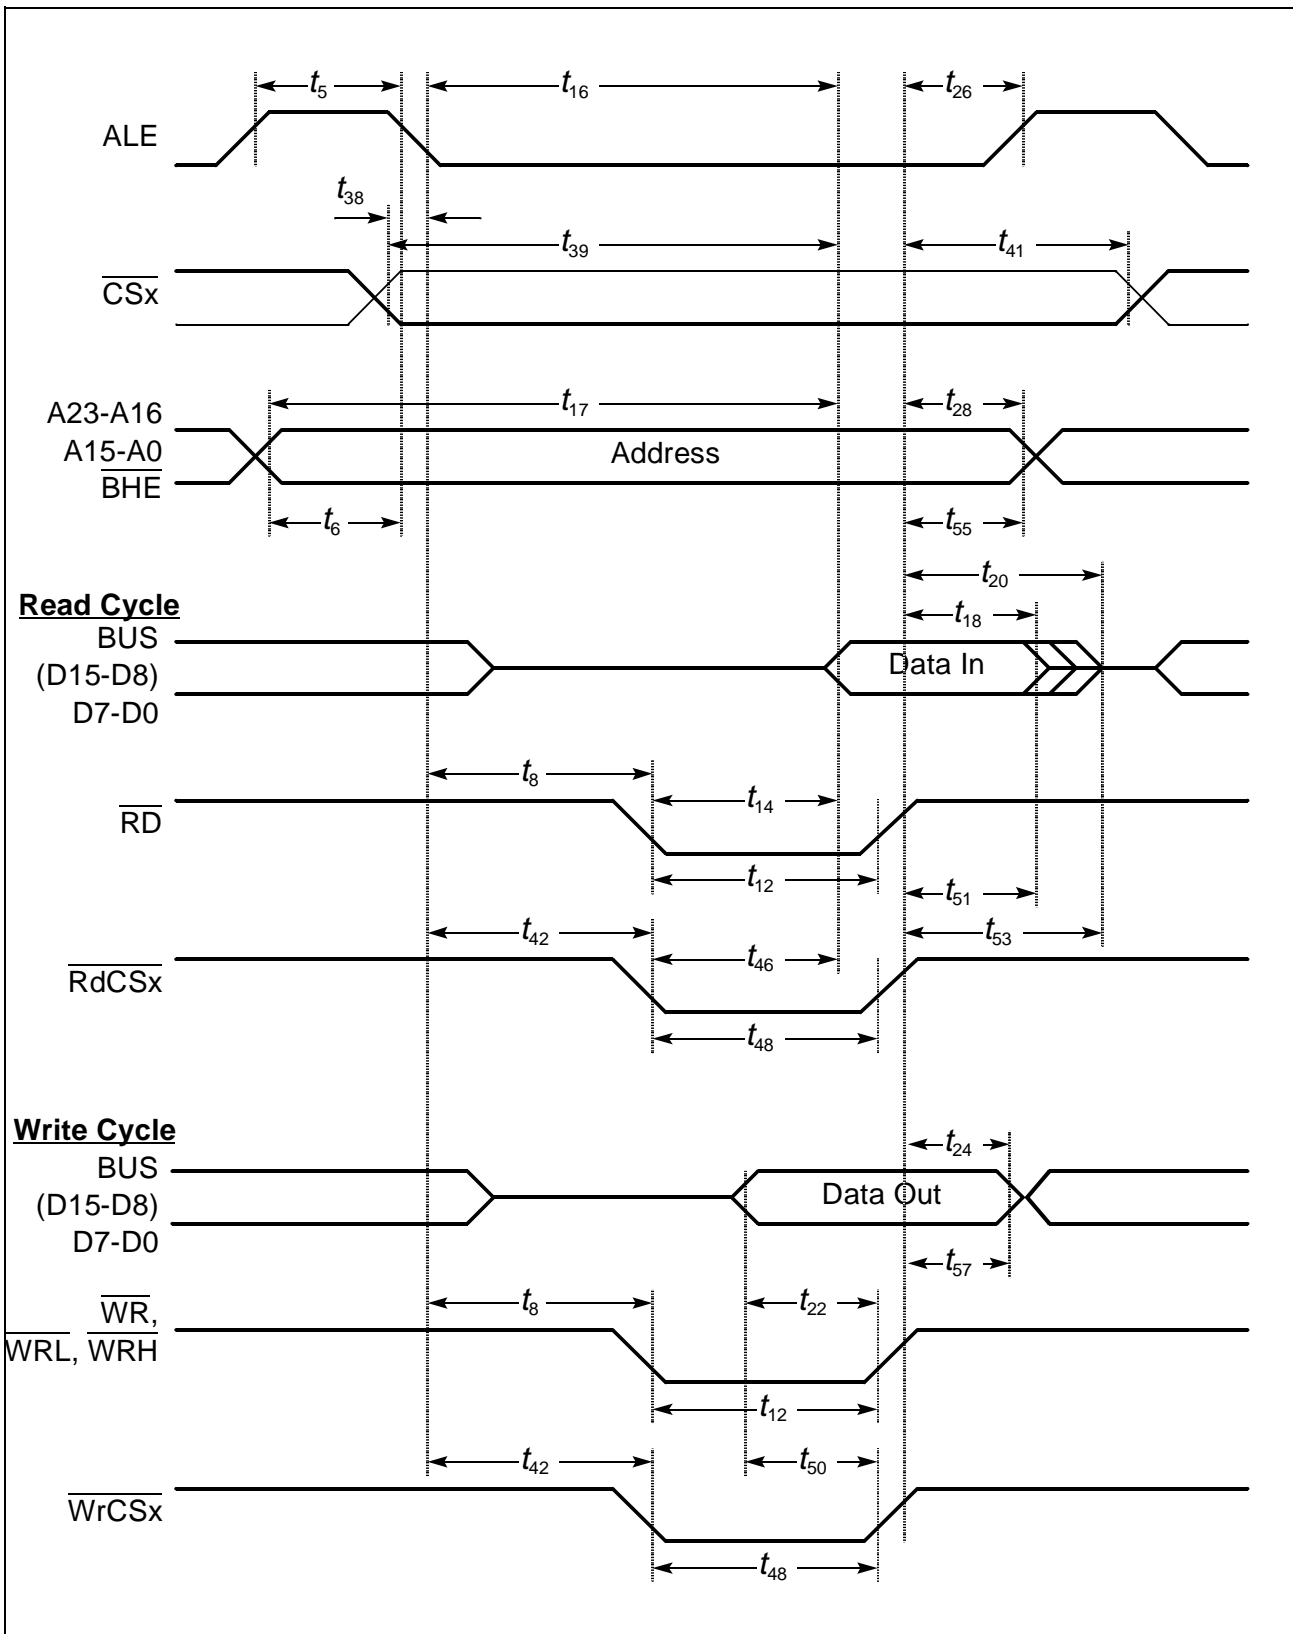 t5 t16 t26
ALE
t38
t39 t41
CSx
t17 t28
A23-A16
A15-A0
BHE
Address
t6 t55
t20
Read Cycle
t18
BUS
(D15-D8)
D7-D0
Data In
t8
t14
RD
t12
t51
t42 t53
t46
RdCSx
t48
Write Cycle
t24
BUS
(D15-D8)
D7-D0
Data Out
t57
t8 t22
WR,
WRL, WRH
t12
t42 t50
WrCSx
t48